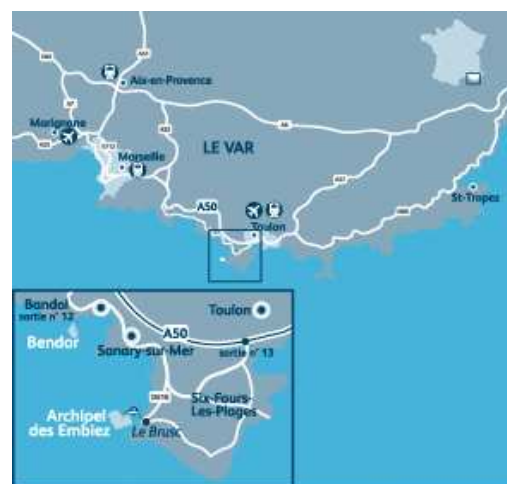 Aix-en-Provence
Marignane
Marseille
LE VAR
A50
Toulon
St-Tropez
Bandol
sortie n° 12
Bendor
Toulon
A50
Sanary-sur-Mer
sortie n° 13
Six-Fours-
Les-Plages
Archipel
des Embiez
Le Brusc